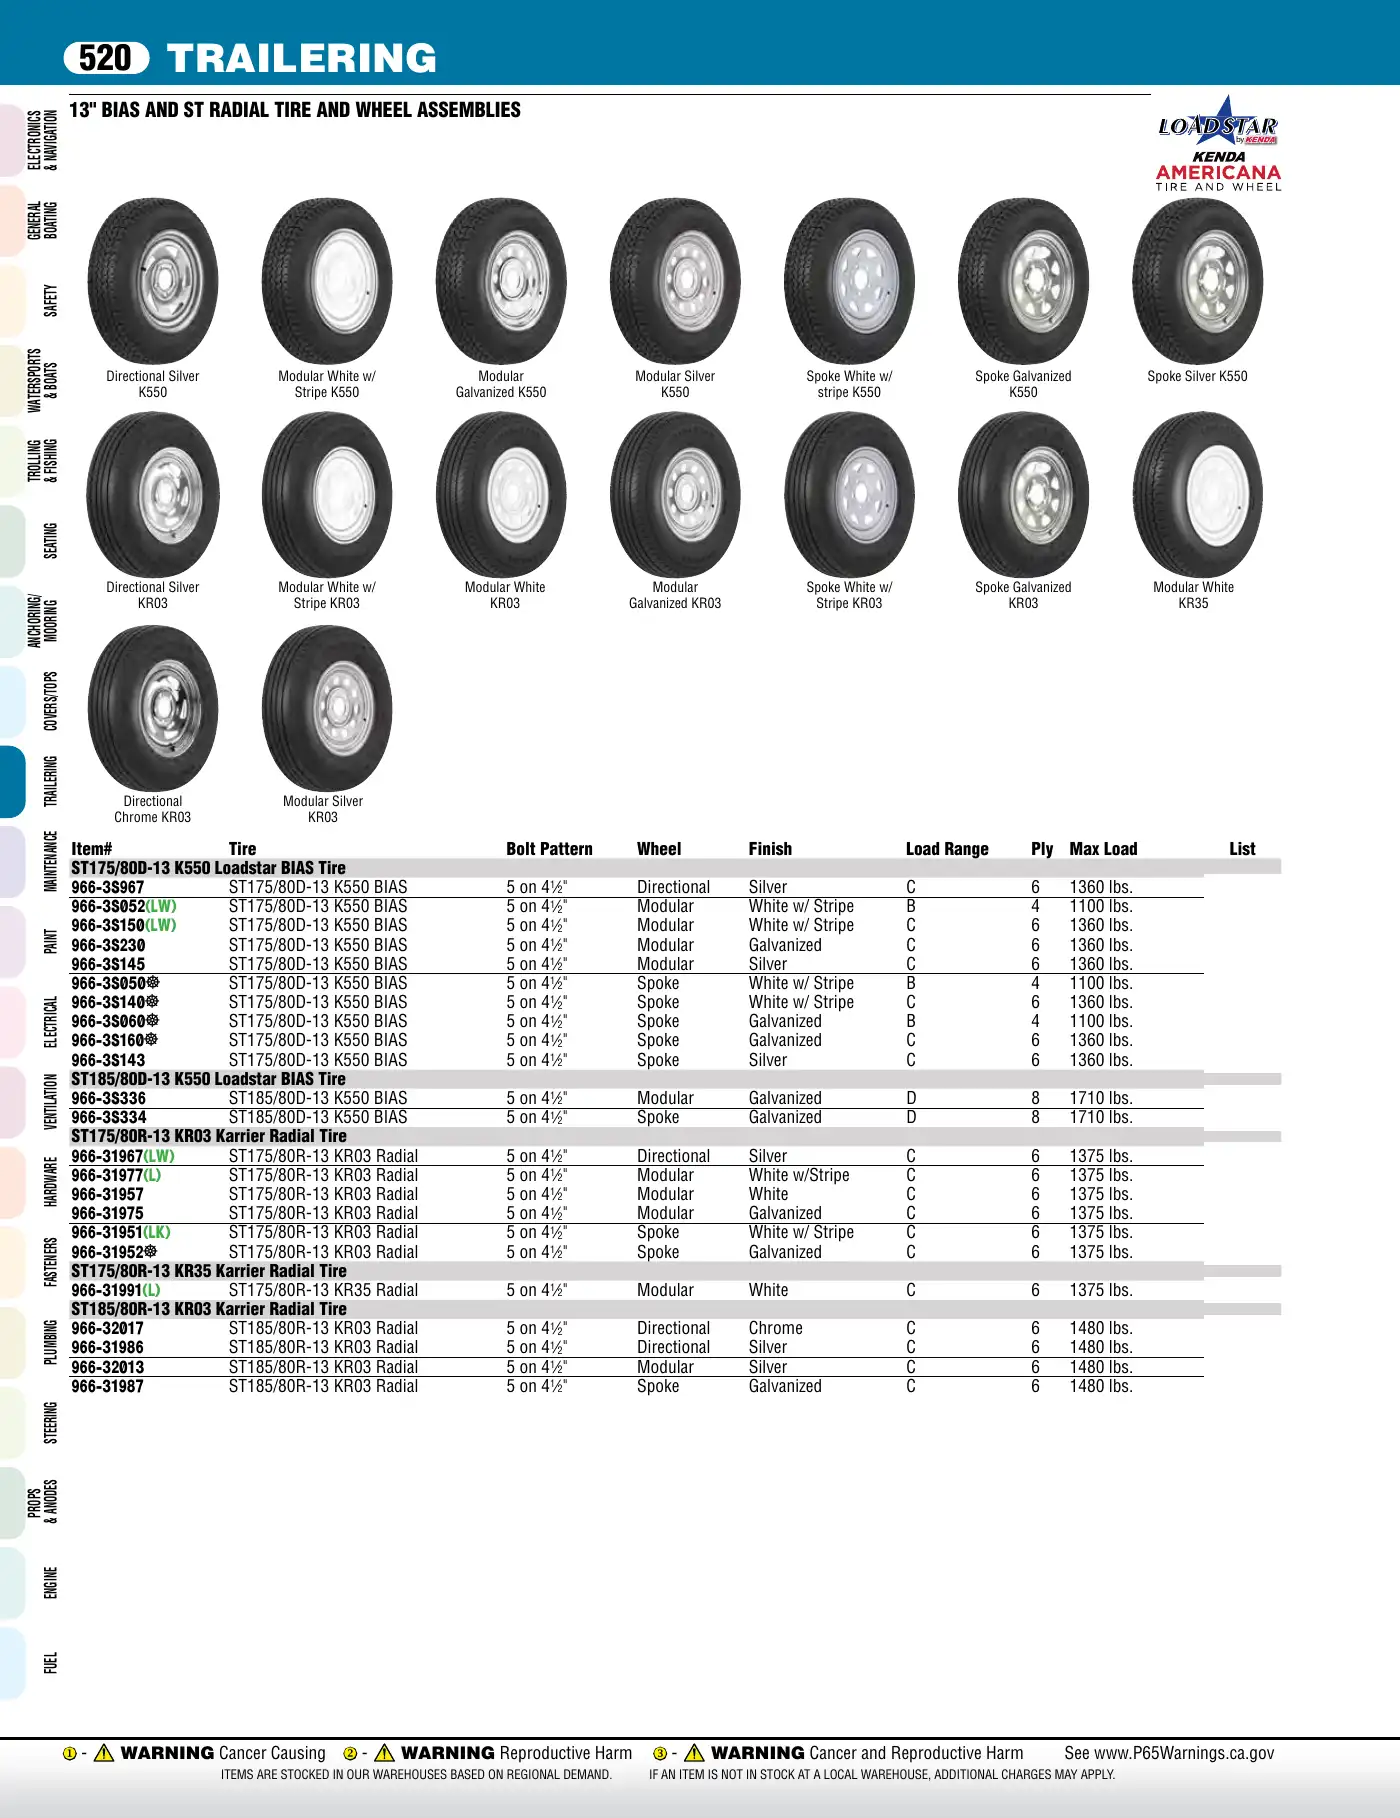 520 TRAILERING
13" BIAS AND ST RADIAL TIRE AND WHEEL ASSEMBLIES
LOADSTAR
by KENDA
KENDA
AMERICANA
TIRE AND WHEEL
ELECTRONICS
& NAVIGATION
GENERAL
BOATING
SAFETY
WATERSPORTS
& BOATS
TROLLING
& FISHING
SEATING
ANCHORING/
MOORING
COVERS/TOPS
TRAILERING
MAINTENANCE
PAINT
ELECTRICAL
VENTILATION
HARDWARE
FASTENERS
PLUMBING
STEERING
PROPS
& ANODES
ENGINE
FUEL
Directional Silver
K550
Modular White w/
Stripe K550
Modular
Galvanized K550
Modular Silver
K550
Spoke White w/
stripe K550
Spoke Galvanized
K550
Spoke Silver K550
Directional Silver
KR03
Modular White w/
Stripe KR03
Modular White
KR03
Modular
Galvanized KR03
Spoke White w/
Stripe KR03
Spoke Galvanized
KR03
Modular White
KR35
Directional
Chrome KR03
Modular Silver
KR03
Item# Tire Bolt Pattern Wheel Finish Load Range Ply Max Load List
ST175/80D-13 K550 Loadstar BIAS Tire
966-3S967 ST175/80D-13 K550 BIAS 5 on 4½" Directional Silver C 6 1360 lbs.
966-3S052(LW) ST175/80D-13 K550 BIAS 5 on 4½" Modular White w/ Stripe B 4 1100 lbs.
966-3S150(LW) ST175/80D-13 K550 BIAS 5 on 4½" Modular White w/ Stripe C 6 1360 lbs.
966-3S230 ST175/80D-13 K550 BIAS 5 on 4½" Modular Galvanized C 6 1360 lbs.
966-3S145 ST175/80D-13 K550 BIAS 5 on 4½" Modular Silver C 6 1360 lbs.
966-3S050☸ ST175/80D-13 K550 BIAS 5 on 4½" Spoke White w/ Stripe B 4 1100 lbs.
966-3S140☸ ST175/80D-13 K550 BIAS 5 on 4½" Spoke White w/ Stripe C 6 1360 lbs.
966-3S060☸ ST175/80D-13 K550 BIAS 5 on 4½" Spoke Galvanized B 4 1100 lbs.
966-3S160☸ ST175/80D-13 K550 BIAS 5 on 4½" Spoke Galvanized C 6 1360 lbs.
966-3S143 ST175/80D-13 K550 BIAS 5 on 4½" Spoke Silver C 6 1360 lbs.
ST185/80D-13 K550 Loadstar BIAS Tire
966-3S336 ST185/80D-13 K550 BIAS 5 on 4½" Modular Galvanized D 8 1710 lbs.
966-3S334 ST185/80D-13 K550 BIAS 5 on 4½" Spoke Galvanized D 8 1710 lbs.
ST175/80R-13 KR03 Karrier Radial Tire
966-31967(LW) ST175/80R-13 KR03 Radial 5 on 4½" Directional Silver C 6 1375 lbs.
966-31977(L) ST175/80R-13 KR03 Radial 5 on 4½" Modular White w/Stripe C 6 1375 lbs.
966-31957 ST175/80R-13 KR03 Radial 5 on 4½" Modular White C 6 1375 lbs.
966-31975 ST175/80R-13 KR03 Radial 5 on 4½" Modular Galvanized C 6 1375 lbs.
966-31951(LK) ST175/80R-13 KR03 Radial 5 on 4½" Spoke White w/ Stripe C 6 1375 lbs.
966-31952☸ ST175/80R-13 KR03 Radial 5 on 4½" Spoke Galvanized C 6 1375 lbs.
ST175/80R-13 KR35 Karrier Radial Tire
966-31991(L) ST175/80R-13 KR35 Radial 5 on 4½" Modular White C 6 1375 lbs.
ST185/80R-13 KR03 Karrier Radial Tire
966-32017 ST185/80R-13 KR03 Radial 5 on 4½" Directional Chrome C 6 1480 lbs.
966-31986 ST185/80R-13 KR03 Radial 5 on 4½" Directional Silver C 6 1480 lbs.
966-32013 ST185/80R-13 KR03 Radial 5 on 4½" Modular Silver C 6 1480 lbs.
966-31987 ST185/80R-13 KR03 Radial 5 on 4½" Spoke Galvanized C 6 1480 lbs.
1 - ⚠ WARNING Cancer Causing 2 - ⚠ WARNING Reproductive Harm 3 - ⚠ WARNING Cancer and Reproductive Harm See www.P65Warnings.ca.gov
ITEMS ARE STOCKED IN OUR WAREHOUSES BASED ON REGIONAL DEMAND. IF AN ITEM IS NOT IN STOCK AT A LOCAL WAREHOUSE, ADDITIONAL CHARGES MAY APPLY.